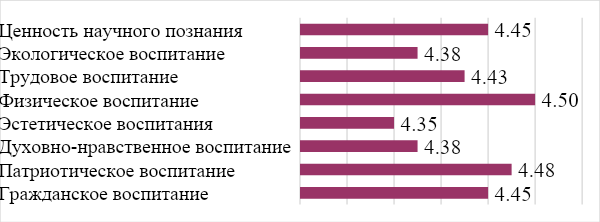 Ценность научного познания 4.45
Экологическое воспитание 4.38
Трудовое воспитание 4.43
Физическое воспитание 4.50
Эстетическое воспитания 4.35
Духовно-нравственное воспитание 4.38
Патриотическое воспитание 4.48
Гражданское воспитание 4.45